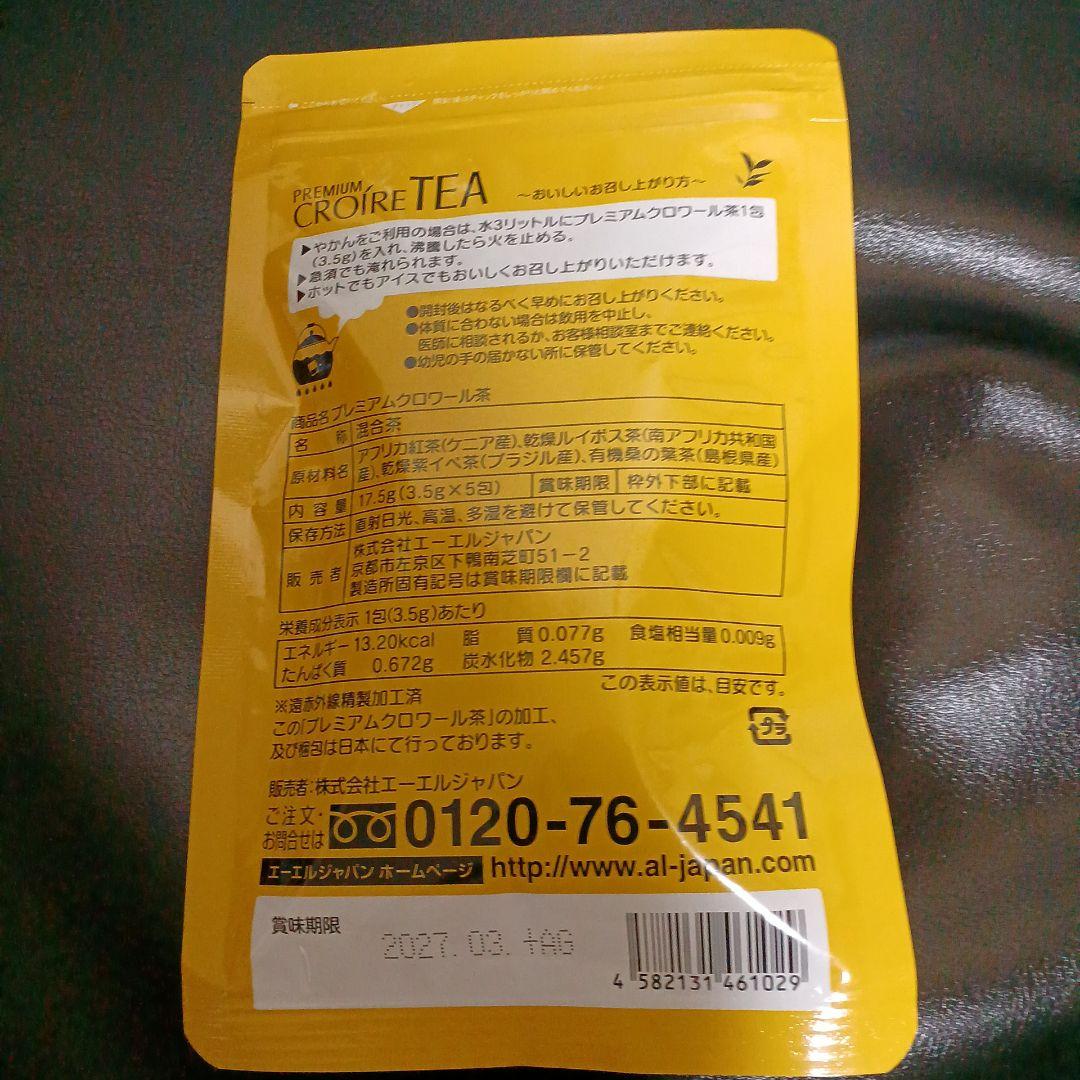 PREMIUM
CROIRE TEA
～おいしいお召し上がり方～
▶やかんをご利用の場合は、水3リットルにプレミアムクロワール茶1包
(3.5g)を入れ、沸騰したら火を止める。
▶急須でも淹れられます。
▶ホットでもアイスでもおいしくお召し上がりいただけます。
●開封後はなるべく早めにお召し上がりください。
●体質に合わない場合は飲用を中止し、
医師に相談されるか、お客様相談室までご連絡ください。
●幼児の手の届かない所に保管してください。
商品名 プレミアムクロワール茶
名称 混合茶
原材料名 アフリカ紅茶(ケニア産)、乾燥ルイボス茶(南アフリカ共和国
産)、乾燥紫イペ茶(ブラジル産)、有機桑の葉茶(島根県産)
内容量 17.5g(3.5g×5包) 賞味期限 枠外下部に記載
保存方法 直射日光、高温、多湿を避けて保管してください。
販売者 株式会社エーエルジャパン
京都市左京区下鴨南芝町51-2
製造所固有記号は賞味期限欄に記載
栄養成分表示 1包(3.5g)あたり
エネルギー 13.20kcal 脂質 0.077g 食塩相当量 0.009g
たんぱく質 0.672g 炭水化物 2.457g
この表示値は、目安です。
※遠赤外線精製加工済
この「プレミアムクロワール茶」の加工、
及び梱包は日本にて行っております。
プラ
販売者:株式会社エーエルジャパン
ご注文・
お問合せは
0120-76-4541
エーエルジャパン ホームページ http://www.al-japan.com
賞味期限
2027.03.
4 582131 461029